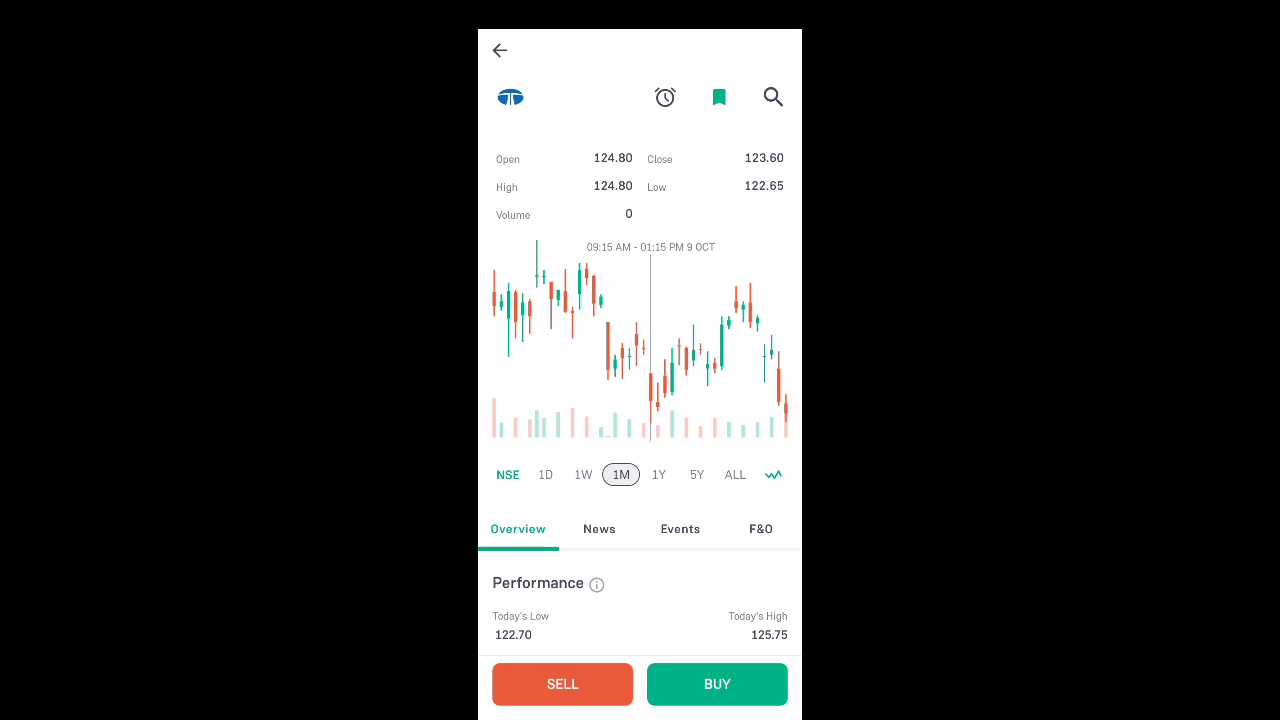 Open 124.80 Close 123.60
High 124.80 Low 122.65
Volume 0
09:15 AM - 01:15 PM 9 OCT
NSE 1D 1W 1M 1Y 5Y ALL
Overview News Events F&O
Performance
Today's Low Today's High
122.70 125.75
SELL BUY